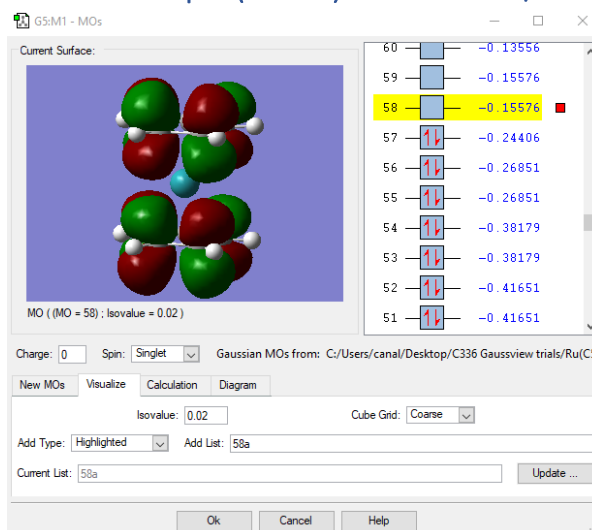 G5:M1 - MOs
Current Surface:
MO ( (MO = 58) ; Isovalue = 0.02 )
60 -0.13556
59 -0.15576
58 -0.15576
57 -0.24406
56 -0.26851
55 -0.26851
54 -0.38179
53 -0.38179
52 -0.41651
51 -0.41651
Charge: 0 Spin: Singlet Gaussian MOs from: C:/Users/canal/Desktop/C336 Gaussview trials/Ru(C5
New MOs Visualize Calculation Diagram
Isovalue: 0.02 Cube Grid: Coarse
Add Type: Highlighted Add List: 58a
Current List: 58a Update ...
Ok Cancel Help